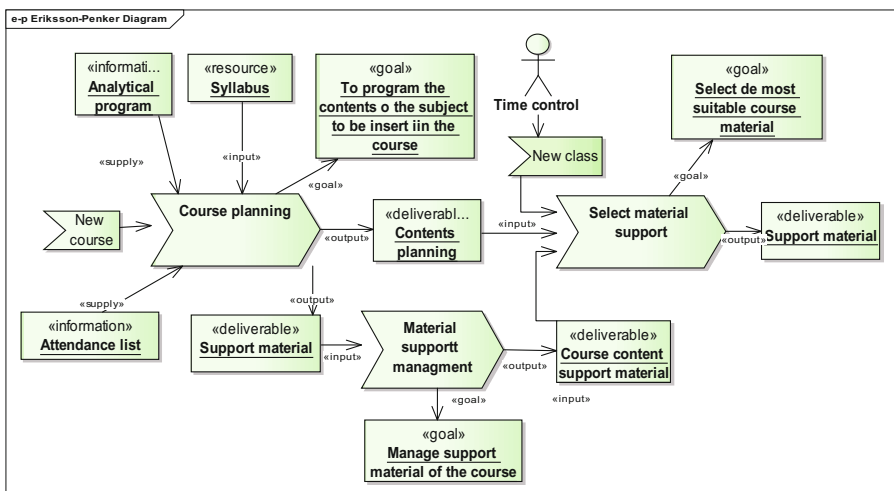 e-p Eriksson-Penker Diagram
«informati...
Analytical
program
«resource»
Syllabus
«goal»
To program the
contents o the subject
to be insert iin the
course
Time control
«goal»
Select de most
suitable course
material
New class
«supply»
«input»
«goal»
«goal»
New
course
Course planning
«output»
«deliverabl...
Contents
planning
«input»
Select material
support
«output»
«deliverable»
Support material
«supply»
«output»
«information»
Attendance list
«deliverable»
Support material
«input»
Material
supportt
managment
«output»
«deliverable»
Course content
support material
«input»
«goal»
«goal»
Manage support
material of the course